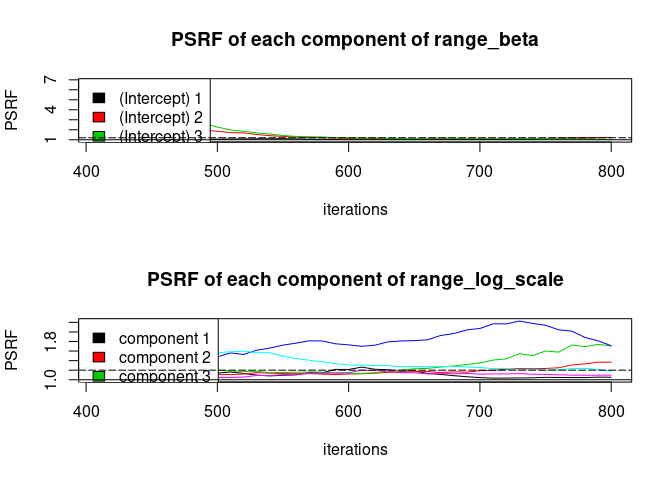 PSRF of each component of range_beta
PSRF
7
4
1
(Intercept) 1
(Intercept) 2
(Intercept) 3
400 500 600 700 800
iterations
PSRF of each component of range_log_scale
PSRF
1.8
1.0
component 1
component 2
component 3
400 500 600 700 800
iterations